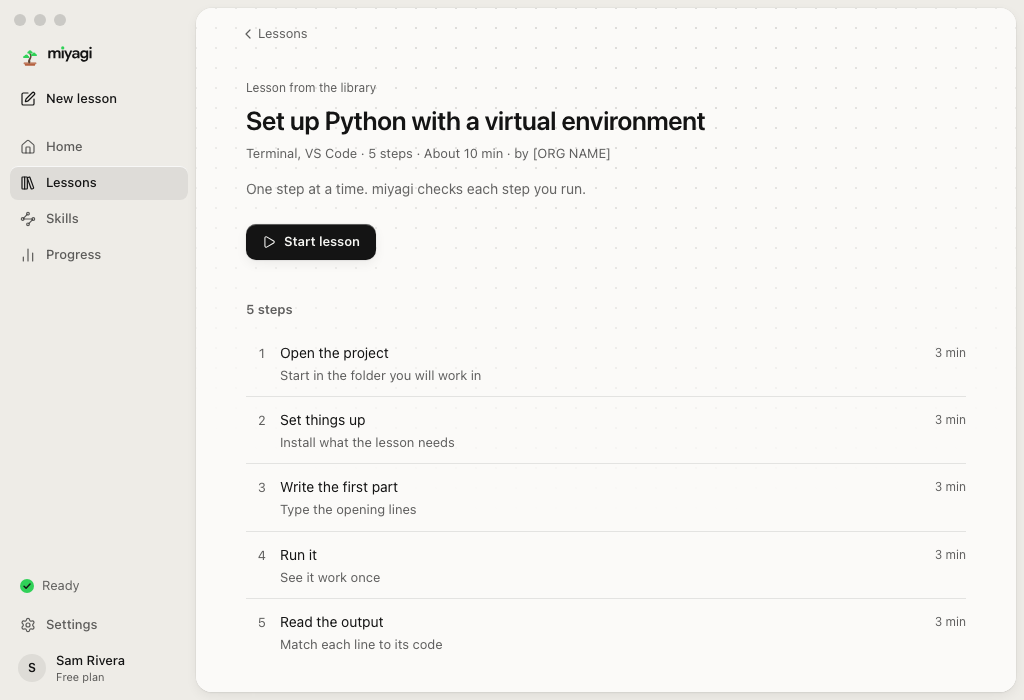 miyagi
New lesson
Home
Lessons
Skills
Progress
Ready
Settings
S
Sam Rivera
Free plan
Lessons
Lesson from the library
Set up Python with a virtual environment
Terminal, VS Code · 5 steps · About 10 min · by [ORG NAME]
One step at a time. miyagi checks each step you run.
Start lesson
5 steps
1 Open the project 3 min
Start in the folder you will work in
2 Set things up 3 min
Install what the lesson needs
3 Write the first part 3 min
Type the opening lines
4 Run it 3 min
See it work once
5 Read the output 3 min
Match each line to its code